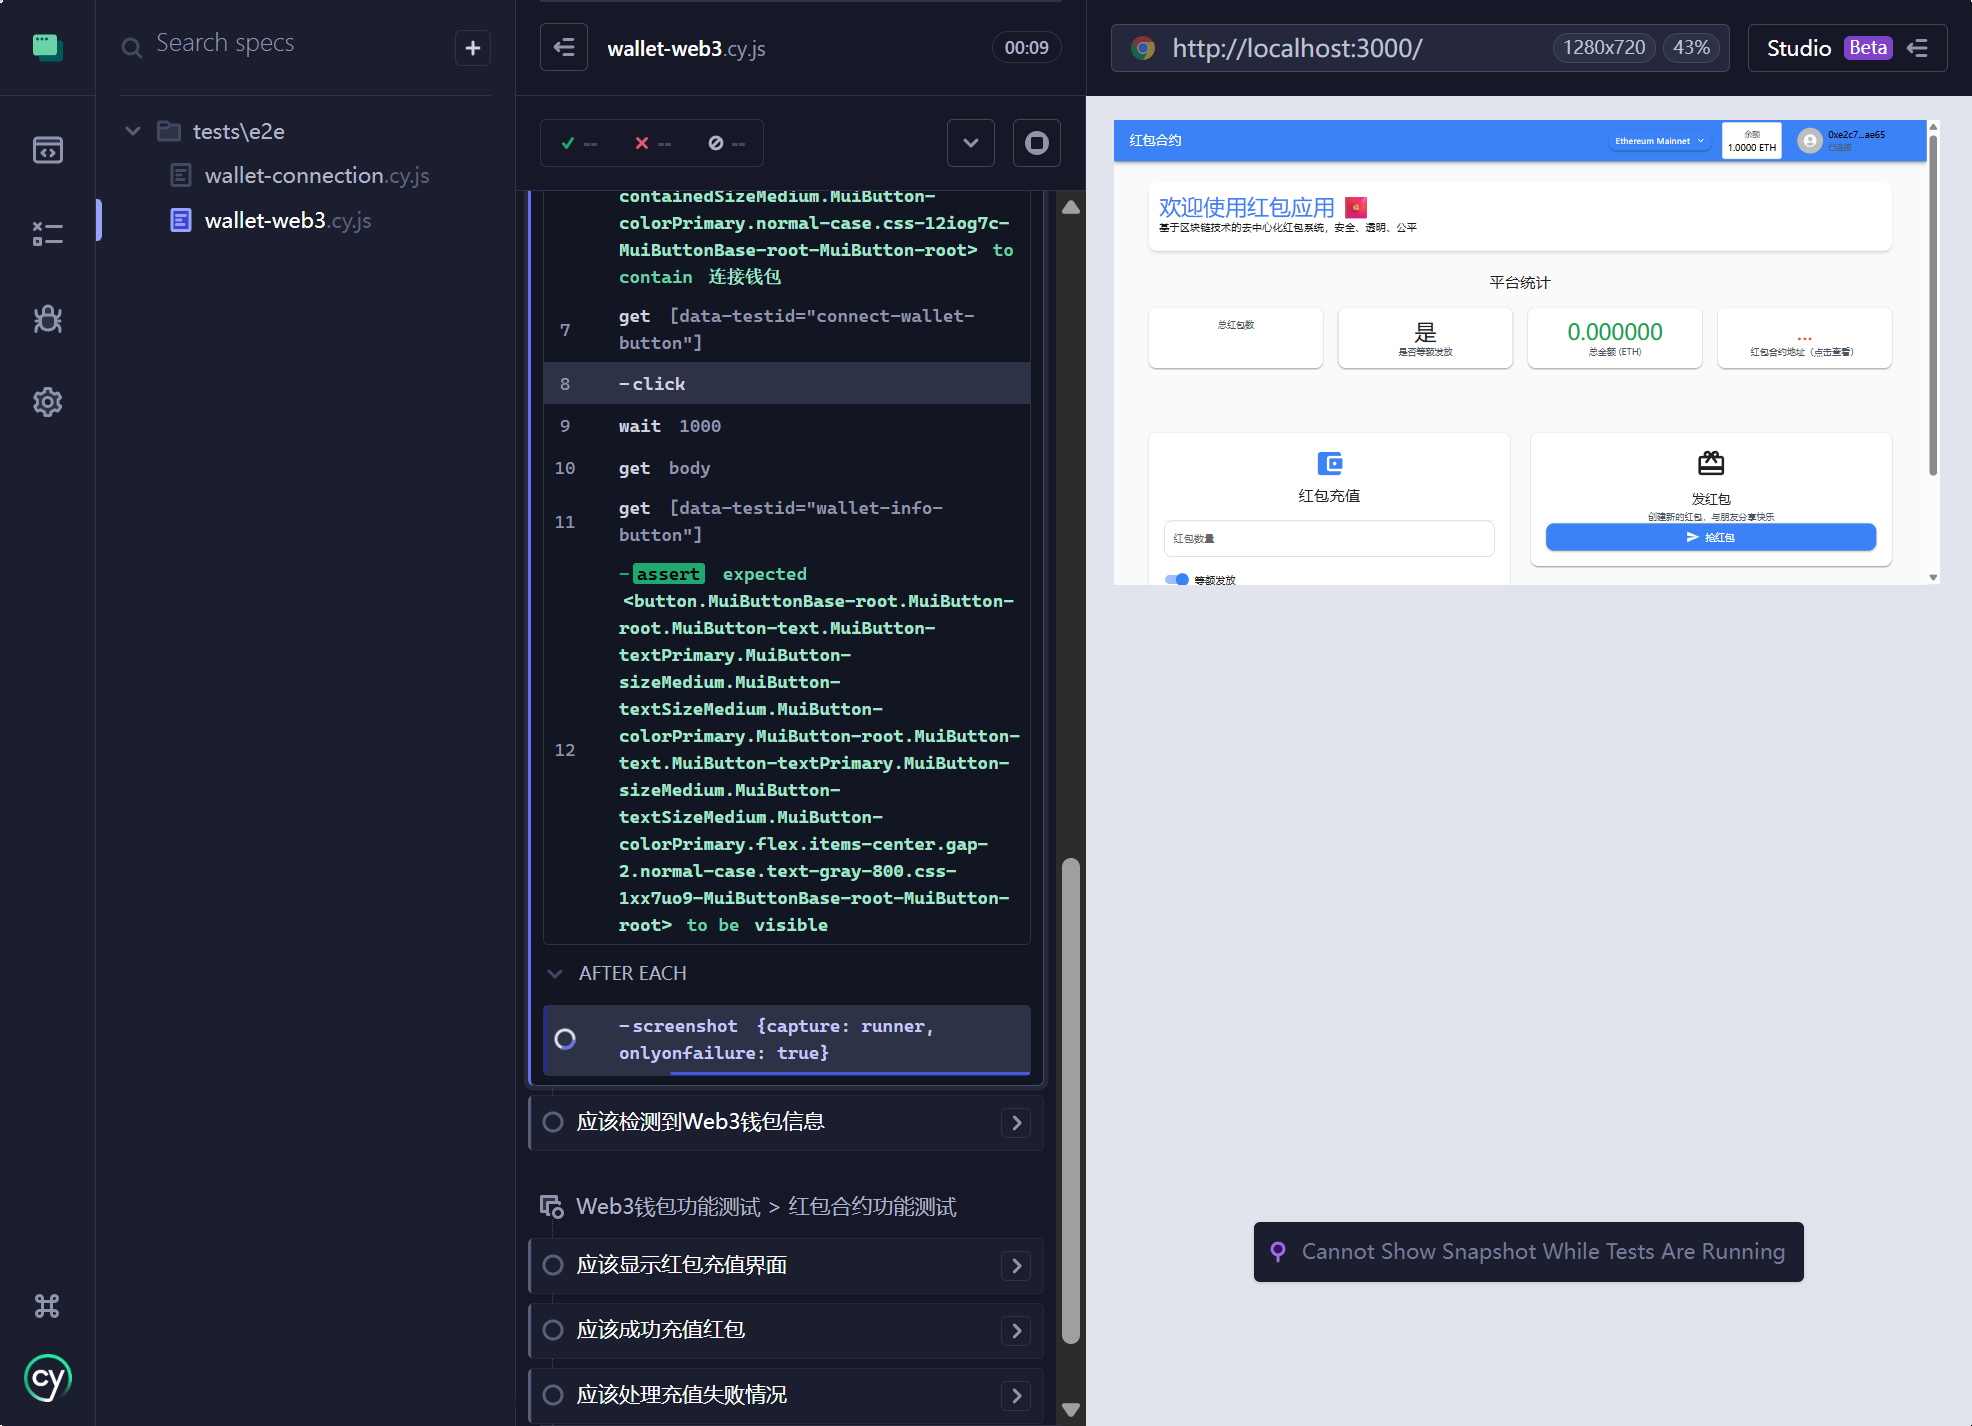 Search specs
tests\e2e
wallet-connection.cy.js
wallet-web3.cy.js
cy
wallet-web3.cy.js
00:09
-- -- --
containedSizeMedium.MuiButton-
colorPrimary.normal-case.css-12iog7c-
MuiButtonBase-root-MuiButton-root> to
contain 连接钱包
7 get [data-testid="connect-wallet-
button"]
8 -click
9 wait 1000
10 get body
11 get [data-testid="wallet-info-
button"]
12 -assert expected
<button.MuiButtonBase-root.MuiButton-
root.MuiButton-text.MuiButton-
textPrimary.MuiButton-
sizeMedium.MuiButton-
textSizeMedium.MuiButton-
colorPrimary.MuiButton-root.MuiButton-
text.MuiButton-textPrimary.MuiButton-
sizeMedium.MuiButton-
textSizeMedium.MuiButton-
colorPrimary.flex.items-center.gap-
2.normal-case.text-gray-800.css-
1xx7uo9-MuiButtonBase-root-MuiButton-
root> to be visible
AFTER EACH
-screenshot {capture: runner,
onlyonfailure: true}
应该检测到Web3钱包信息
Web3钱包功能测试 > 红包合约功能测试
应该显示红包充值界面
应该成功充值红包
应该处理充值失败情况
http://localhost:3000/
1280x720
43%
Studio Beta
红包合约
Ethereum Mainnet
余额
1.0000 ETH
0xe2c7...ae65
已连接
欢迎使用红包应用
基于区块链技术的去中心化红包系统，安全、透明、公平
平台统计
总红包数
是
是否等额发放
0.000000
总金额 (ETH)
...
红包合约地址（点击查看）
红包充值
红包数量
等额发放
发红包
创建新的红包，与朋友分享快乐
抢红包
Cannot Show Snapshot While Tests Are Running